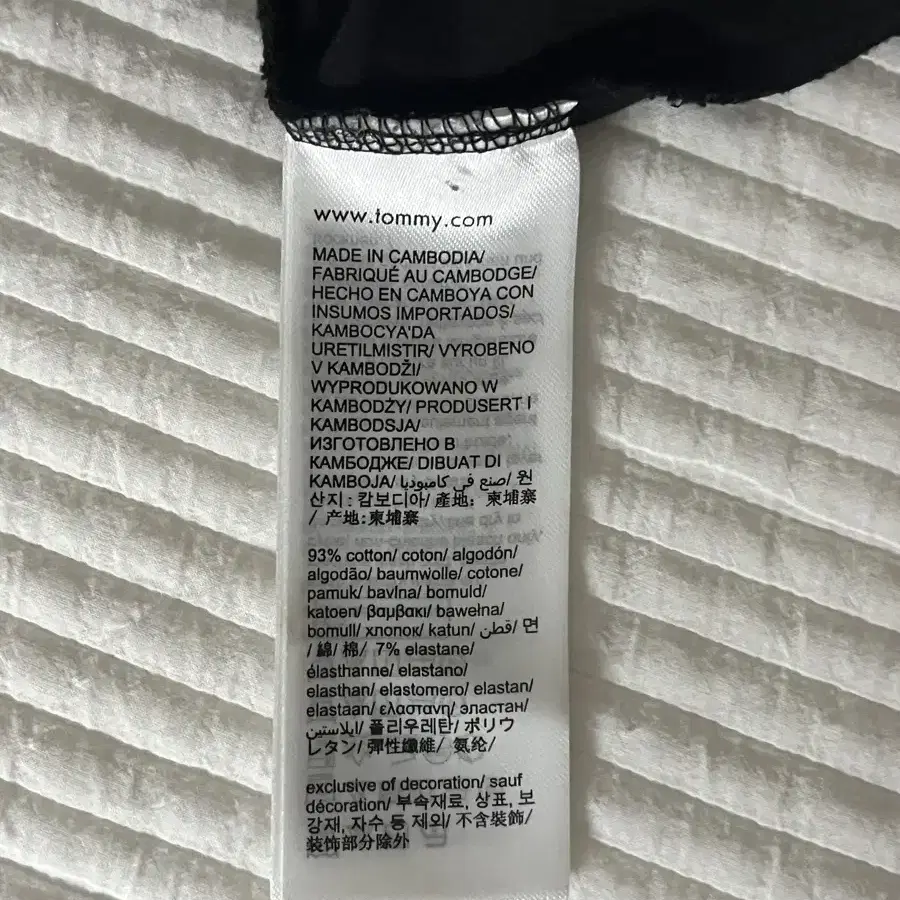 www.tommy.com
MADE IN CAMBODIA/
FABRIQUÉ AU CAMBODGE/
HECHO EN CAMBOYA CON
INSUMOS IMPORTADOS/
KAMBOCYA'DA
URETILMISTIR/ VYROBENO
V KAMBODŽI/
WYPRODUKOWANO W
KAMBODŻY/ PRODUSERT I
KAMBODSJA/
ИЗГОТОВЛЕНО В
КАМБОДЖЕ/ DIBUAT DI
KAMBOJA/ صنع في كامبوديا/ 원
산지 : 캄보디아/ 產地: 柬埔寨
/ 产地:柬埔寨
93% cotton/ coton/ algodón/
algodão/ baumwolle/ cotone/
pamuk/ bavlna/ bomuld/
katoen/ βαμβακι/ bawełna/
bomull/ хлопок/ katun/ قطن/ 면
/ 綿/ 棉/ 7% elastane/
élasthanne/ elastano/
elasthan/ elastomero/ elastan/
elastaan/ ελαστανη/ эластан/
ايلاستين/ 폴리우레탄/ ポリウ
レタン/ 彈性纖維/ 氨纶/
exclusive of decoration/ sauf
décoration/ 부속재료, 상표, 보
강재, 자수 등 제외/ 不含裝飾/
装饰部分除外